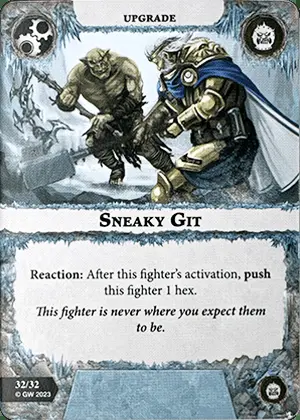 UPGRADE
SNEAKY GIT
Reaction: After this fighter's activation, push
this fighter 1 hex.
This fighter is never where you expect them
to be.
32/32
© GW 2023